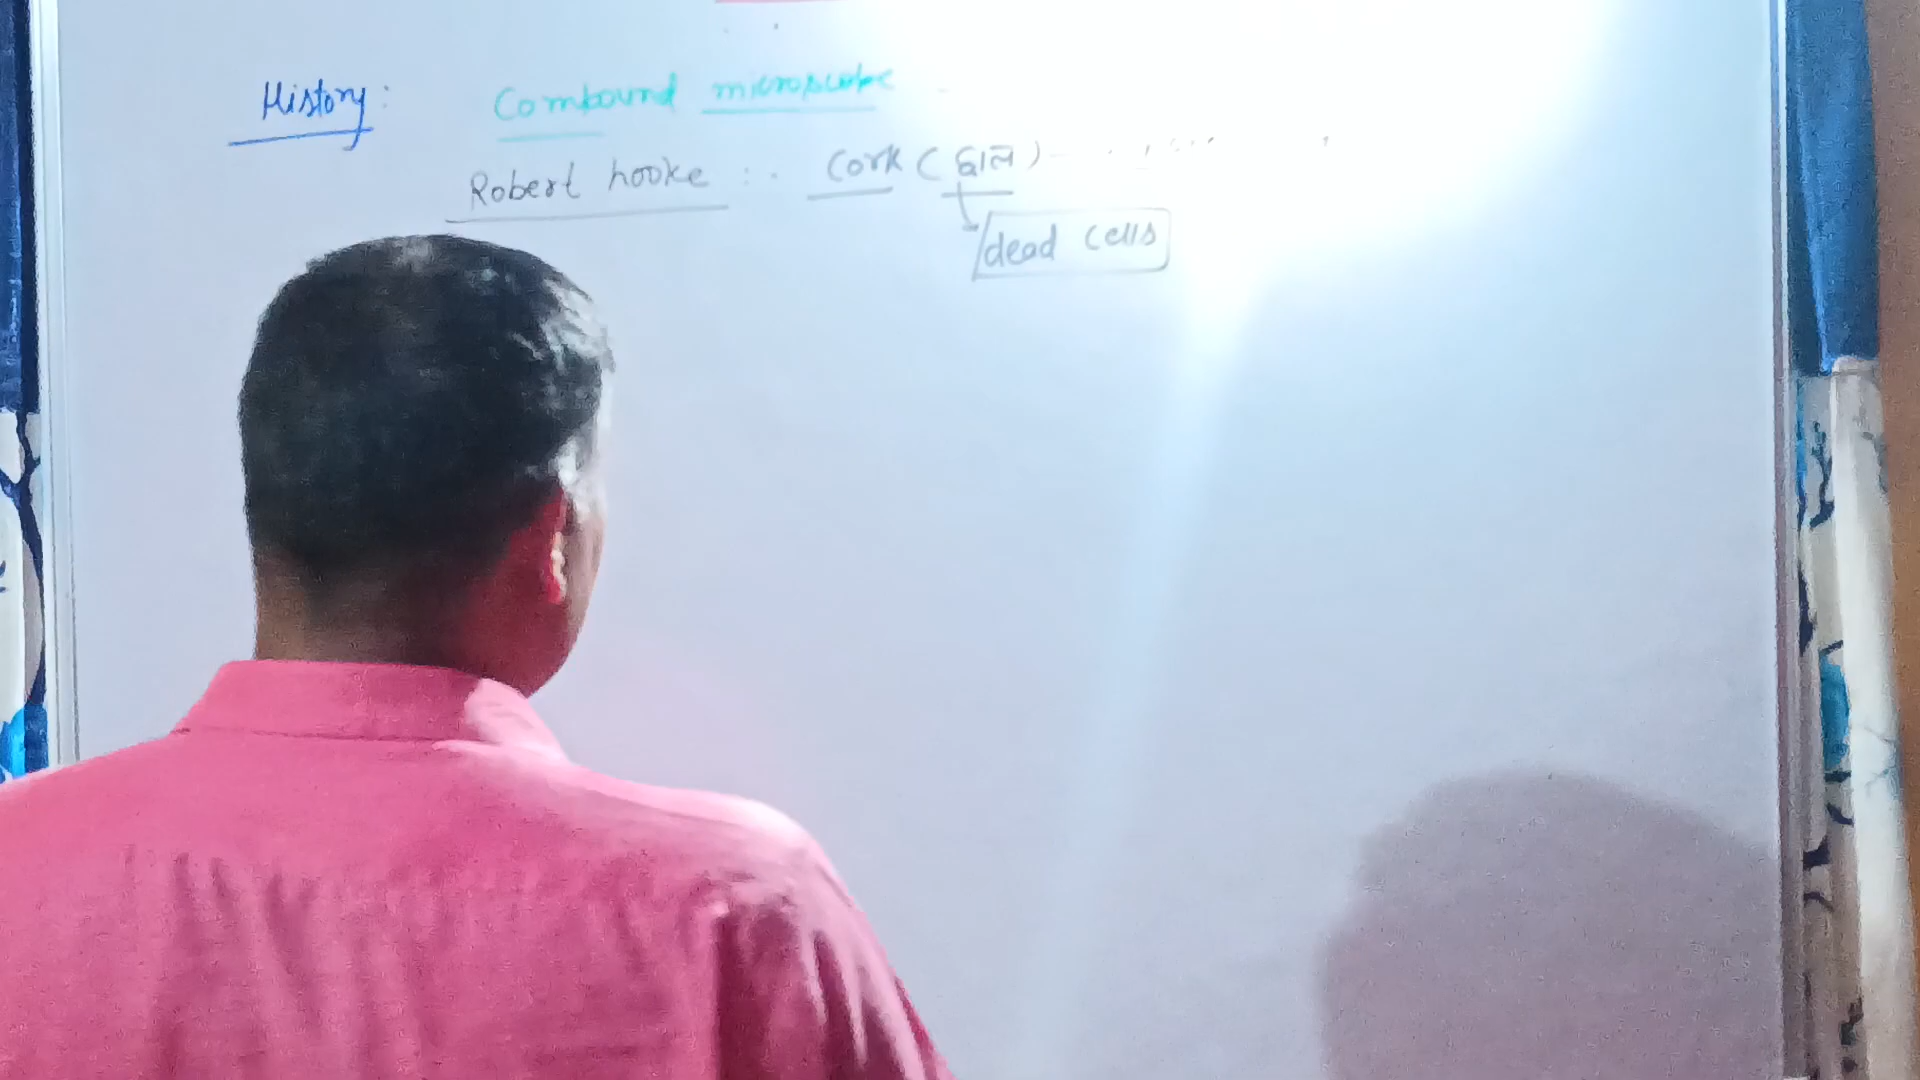 History: Compound microscope
Robert hooke :. Cork (छाल)
dead cells